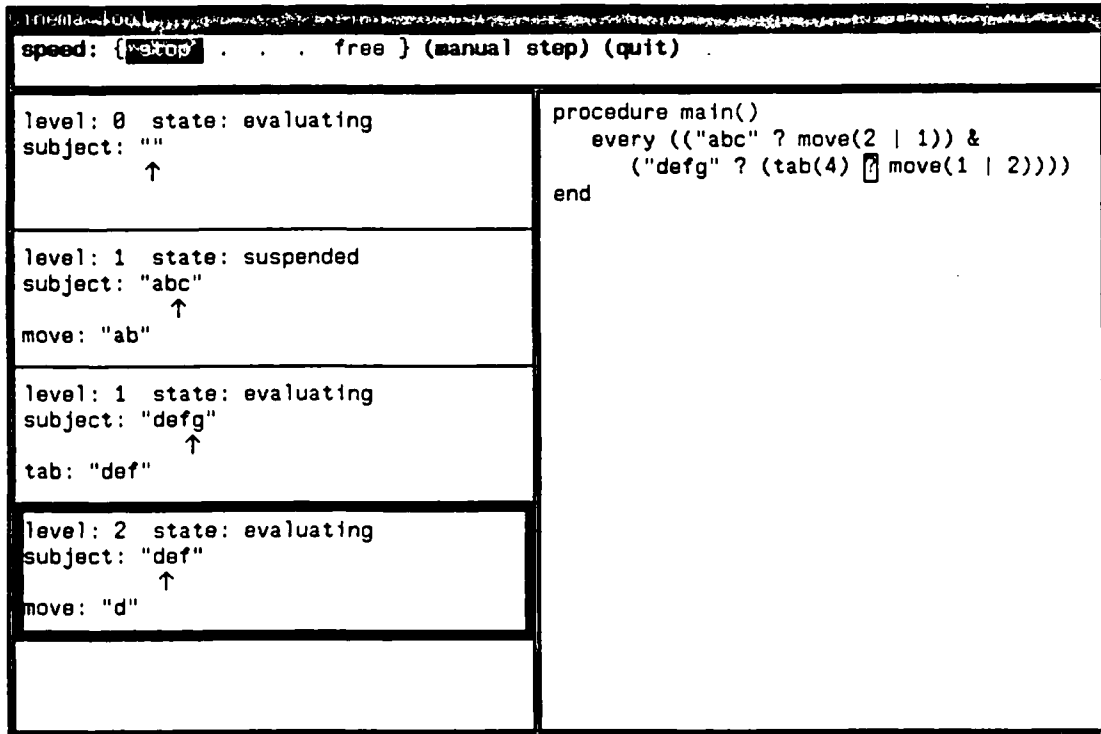 speed: {"stop" . . . free } (manual step) (quit)
level: 0 state: evaluating
subject: ""
↑
level: 1 state: suspended
subject: "abc"
↑
move: "ab"
level: 1 state: evaluating
subject: "defg"
↑
tab: "def"
level: 2 state: evaluating
subject: "def"
↑
move: "d"
procedure main()
every (("abc" ? move(2 | 1)) &
("defg" ? (tab(4) ? move(1 | 2))))
end